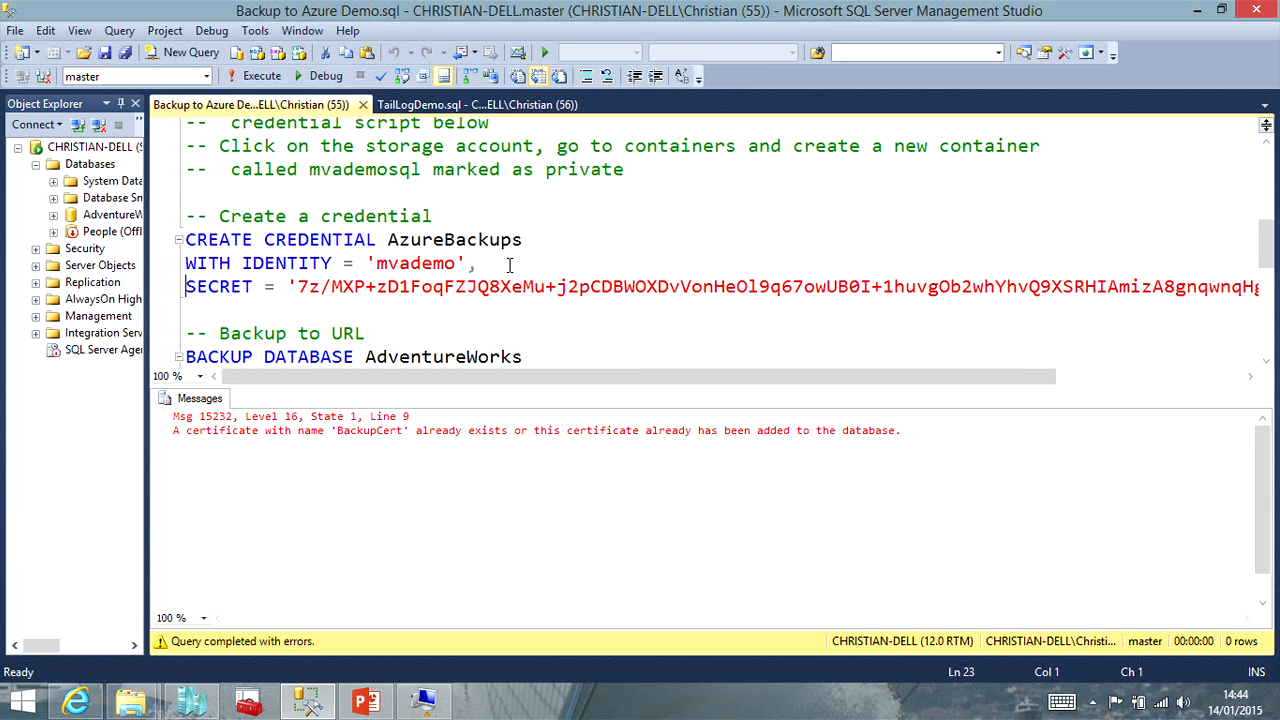 Backup to Azure Demo.sql - CHRISTIAN-DELL.master (CHRISTIAN-DELL\Christian (55)) - Microsoft SQL Server Management Studio
File Edit View Query Project Debug Tools Window Help
New Query
master Execute Debug
Object Explorer
Backup to Azure De...ELL\Christian (55)) TailLogDemo.sql - C...ELL\Christian (56))
Connect
CHRISTIAN-DELL (S
Databases
System Data
Database Sn
AdventureW
People (Offl
Security
Server Objects
Replication
AlwaysOn High
Management
Integration Serv
SQL Server Agen
-- credential script below
-- Click on the storage account, go to containers and create a new container
-- called mvademosql marked as private
-- Create a credential
CREATE CREDENTIAL AzureBackups
WITH IDENTITY = 'mvademo',
SECRET = '7z/MXP+zD1FoqFZJQ8XeMu+j2pCDBWOXDvVonHeOl9q67owUB0I+1huvgOb2whYhvQ9XSRHIAmizA8gnqwnqHg
-- Backup to URL
BACKUP DATABASE AdventureWorks
100 %
Messages
Msg 15232, Level 16, State 1, Line 9
A certificate with name 'BackupCert' already exists or this certificate already has been added to the database.
100 %
Query completed with errors. CHRISTIAN-DELL (12.0 RTM) CHRISTIAN-DELL\Christi... master 00:00:00 0 rows
Ready Ln 23 Col 1 Ch 1 INS
14:44
14/01/2015